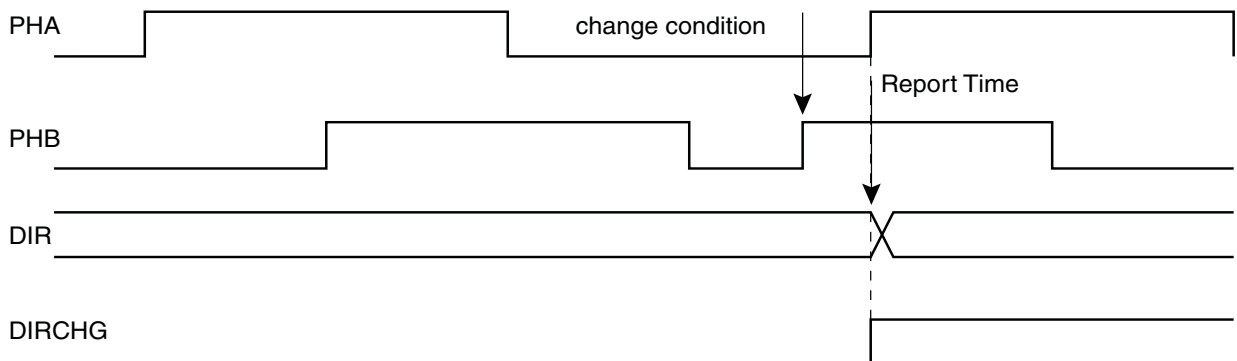 PHA
change condition
Report Time
PHB
DIR
DIRCHG